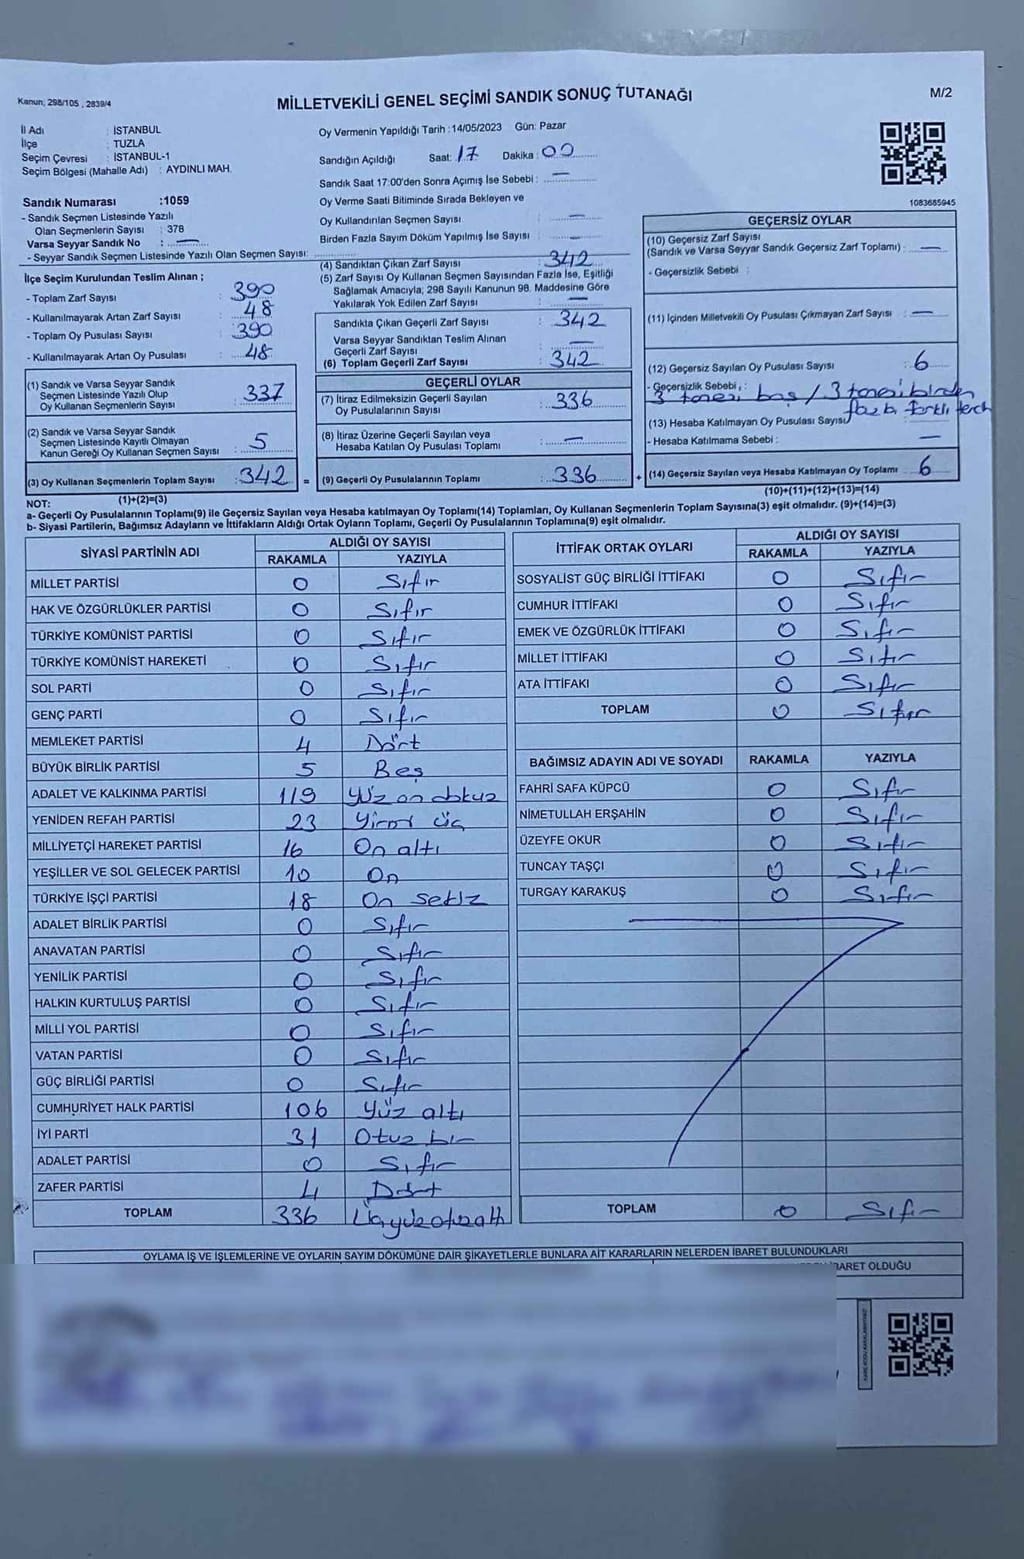 Kanun; 298/105 , 2839/4
MİLLETVEKİLİ GENEL SEÇİMİ SANDIK SONUÇ TUTANAĞI
M/2
İl Adı : İSTANBUL
İlçe : TUZLA
Seçim Çevresi : İSTANBUL-1
Seçim Bölgesi (Mahalle Adı) : AYDINLI MAH.
Oy Vermenin Yapıldığı Tarih : 14/05/2023 Gün: Pazar
Sandığın Açıldığı Saat: 17 Dakika : 00
Sandık Saat 17:00'den Sonra Açımış İse Sebebi : —
Oy Verme Saati Bitiminde Sırada Bekleyen ve
Oy Kullandırılan Seçmen Sayısı : —
Birden Fazla Sayım Döküm Yapılmış İse Sayısı : —
1083685945
Sandık Numarası :1059
- Sandık Seçmen Listesinde Yazılı
Olan Seçmenlerin Sayısı : 378
Varsa Seyyar Sandık No : —
- Seyyar Sandık Seçmen Listesinde Yazılı Olan Seçmen Sayısı:
İlçe Seçim Kurulundan Teslim Alınan ;
- Toplam Zarf Sayısı : 390
- Kullanılmayarak Artan Zarf Sayısı : 48
- Toplam Oy Pusulası Sayısı : 390
- Kullanılmayarak Artan Oy Pusulası : 48
(1) Sandık ve Varsa Seyyar Sandık
Seçmen Listesinde Yazılı Olup
Oy Kullanan Seçmenlerin Sayısı : 337
(2) Sandık ve Varsa Seyyar Sandık
Seçmen Listesinde Kayıtlı Olmayan
Kanun Gereği Oy Kullanan Seçmen Sayısı : 5
(3) Oy Kullanan Seçmenlerin Toplam Sayısı : 342
(1)+(2)=(3)
(4) Sandıktan Çıkan Zarf Sayısı : 342
(5) Zarf Sayısı Oy Kullanan Seçmen Sayısından Fazla İse, Eşitliği
Sağlamak Amacıyla; 298 Sayılı Kanunun 98. Maddesine Göre
Yakılarak Yok Edilen Zarf Sayısı : —
Sandıkta Çıkan Geçerli Zarf Sayısı : 342
Varsa Seyyar Sandıktan Teslim Alınan
Geçerli Zarf Sayısı : —
(6) Toplam Geçerli Zarf Sayısı : 342
GEÇERLİ OYLAR
(7) İtiraz Edilmeksizin Geçerli Sayılan
Oy Pusulalarının Sayısı : 336
(8) İtiraz Üzerine Geçerli Sayılan veya
Hesaba Katılan Oy Pusulası Toplamı : —
= (9) Geçerli Oy Pusulalarının Toplamı : 336
GEÇERSİZ OYLAR
(10) Geçersiz Zarf Sayısı
(Sandık ve Varsa Seyyar Sandık Geçersiz Zarf Toplamı) : —
- Geçersizlik Sebebi :
(11) İçinden Milletvekili Oy Pusulası Çıkmayan Zarf Sayısı : —
(12) Geçersiz Sayılan Oy Pusulası Sayısı : 6
- Geçersizlik Sebebi, :
3 tanesi boş / 3 tanesi birden
fazla farklı terch
(13) Hesaba Katılmayan Oy Pusulası Sayısı
- Hesaba Katılmama Sebebi : —
+ (14) Geçersiz Sayılan veya Hesaba Katılmayan Oy Toplamı 6
(10)+(11)+(12)+(13)=(14)
NOT:
a- Geçerli Oy Pusulalarının Toplamı(9) ile Geçersiz Sayılan veya Hesaba katılmayan Oy Toplamı(14) Toplamları, Oy Kullanan Seçmenlerin Toplam Sayısına(3) eşit olmalıdır. (9)+(14)=(3)
b- Siyasi Partilerin, Bağımsız Adayların ve İttifakların Aldığı Ortak Oyların Toplamı, Geçerli Oy Pusulalarının Toplamına(9) eşit olmalıdır.
SİYASİ PARTİNİN ADI ALDIĞI OY SAYISI
RAKAMLA YAZIYLA
MİLLET PARTİSİ 0 Sıfır
HAK VE ÖZGÜRLÜKLER PARTİSİ 0 Sıfır
TÜRKİYE KOMÜNİST PARTİSİ 0 Sıfır
TÜRKİYE KOMÜNİST HAREKETİ 0 Sıfır
SOL PARTİ 0 Sıfır
GENÇ PARTİ 0 Sıfır
MEMLEKET PARTİSİ 4 Dört
BÜYÜK BİRLİK PARTİSİ 5 Beş
ADALET VE KALKINMA PARTİSİ 119 Yüz on dokuz
YENİDEN REFAH PARTİSİ 23 Yirmi üç
MİLLİYETÇİ HAREKET PARTİSİ 16 On altı
YEŞİLLER VE SOL GELECEK PARTİSİ 10 On
TÜRKİYE İŞÇİ PARTİSİ 18 On sekiz
ADALET BİRLİK PARTİSİ 0 Sıfır
ANAVATAN PARTİSİ 0 Sıfır
YENİLİK PARTİSİ 0 Sıfır
HALKIN KURTULUŞ PARTİSİ 0 Sıfır
MİLLİ YOL PARTİSİ 0 Sıfır
VATAN PARTİSİ 0 Sıfır
GÜÇ BİRLİĞİ PARTİSİ 0 Sıfır
CUMHURİYET HALK PARTİSİ 106 Yüz altı
İYİ PARTİ 31 Otuz bir
ADALET PARTİSİ 0 Sıfır
ZAFER PARTİSİ 4 Dört
TOPLAM 336 Üçyüzotuzaltı
İTTİFAK ORTAK OYLARI ALDIĞI OY SAYISI
RAKAMLA YAZIYLA
SOSYALİST GÜÇ BİRLİĞİ İTTİFAKI 0 Sıfır
CUMHUR İTTİFAKI 0 Sıfır
EMEK VE ÖZGÜRLÜK İTTİFAKI 0 Sıfır
MİLLET İTTİFAKI 0 Sıfır
ATA İTTİFAKI 0 Sıfır
TOPLAM 0 Sıfır
BAĞIMSIZ ADAYIN ADI VE SOYADI RAKAMLA YAZIYLA
FAHRİ SAFA KÜPCÜ 0 Sıfır
NİMETULLAH ERŞAHİN 0 Sıfır
ÜZEYFE OKUR 0 Sıfır
TUNCAY TAŞÇI 0 Sıfır
TURGAY KARAKUŞ 0 Sıfır
TOPLAM 0 Sıfır
OYLAMA İŞ VE İŞLEMLERİNE VE OYLARIN SAYIM DÖKÜMÜNE DAİR ŞİKAYETLERLE BUNLARA AİT KARARLARIN NELERDEN İBARET BULUNDUKLARI
İBARET OLDUĞU